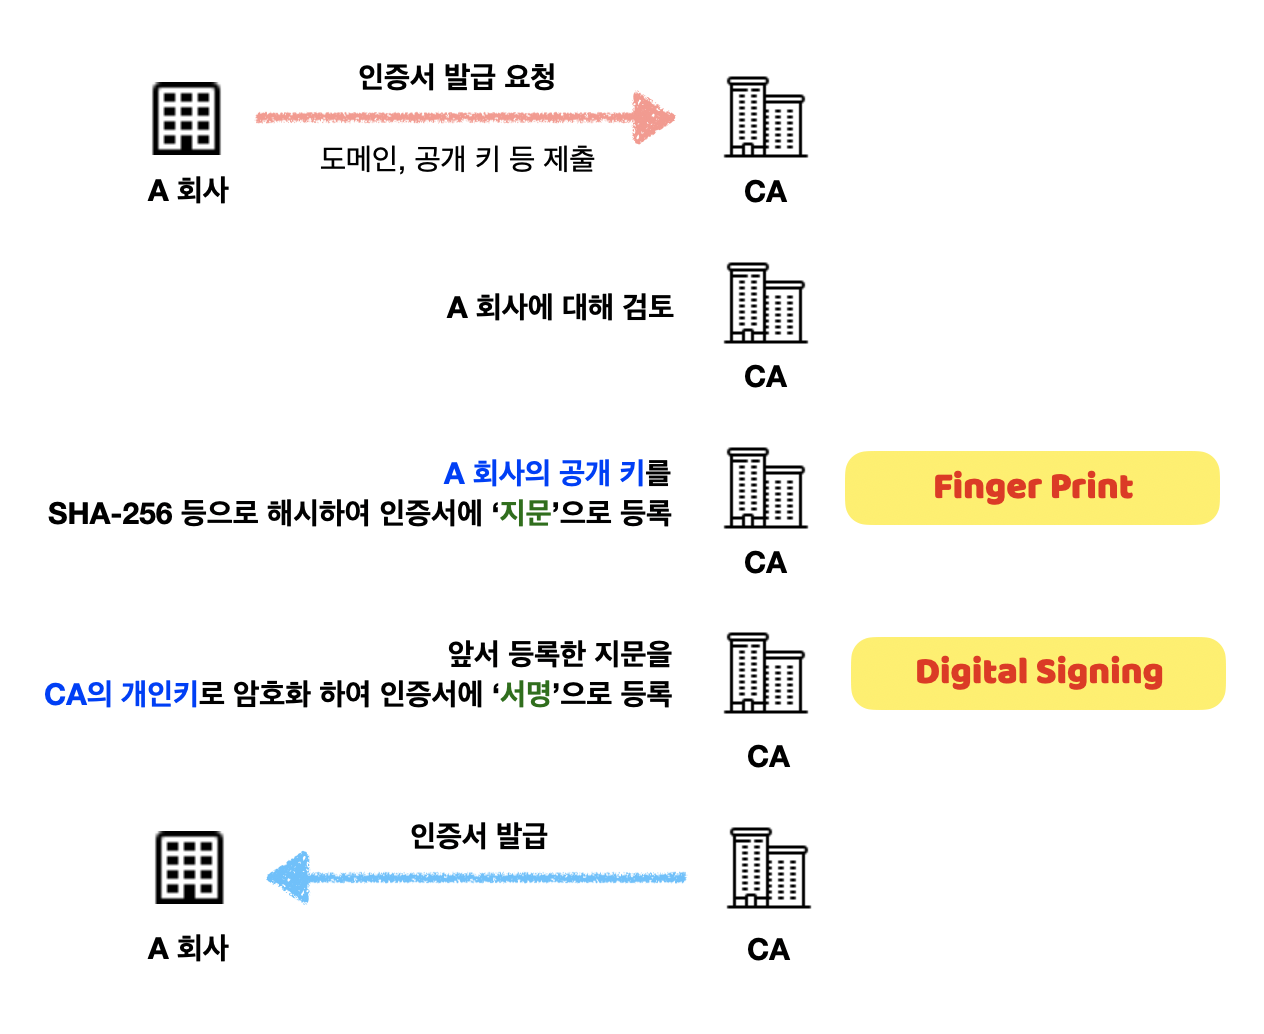 인증서 발급 요청
도메인, 공개 키 등 제출
A 회사
CA
A 회사에 대해 검토
CA
A 회사의 공개 키를
SHA-256 등으로 해시하여 인증서에 ‘지문’으로 등록
Finger Print
CA
앞서 등록한 지문을
CA의 개인키로 암호화 하여 인증서에 ‘서명’으로 등록
Digital Signing
CA
인증서 발급
A 회사
CA